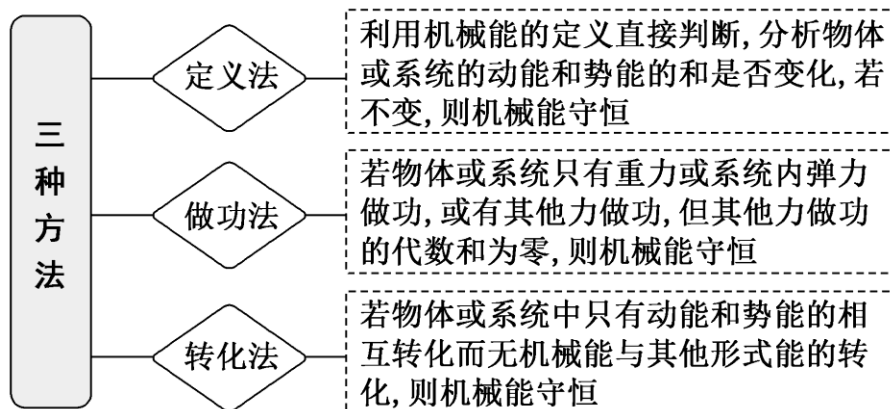 三种方法
定义法
利用机械能的定义直接判断,分析物体
或系统的动能和势能的和是否变化,若
不变,则机械能守恒
做功法
若物体或系统只有重力或系统内弹力
做功,或有其他力做功,但其他力做功
的代数和为零,则机械能守恒
转化法
若物体或系统中只有动能和势能的相
互转化而无机械能与其他形式能的转
化,则机械能守恒